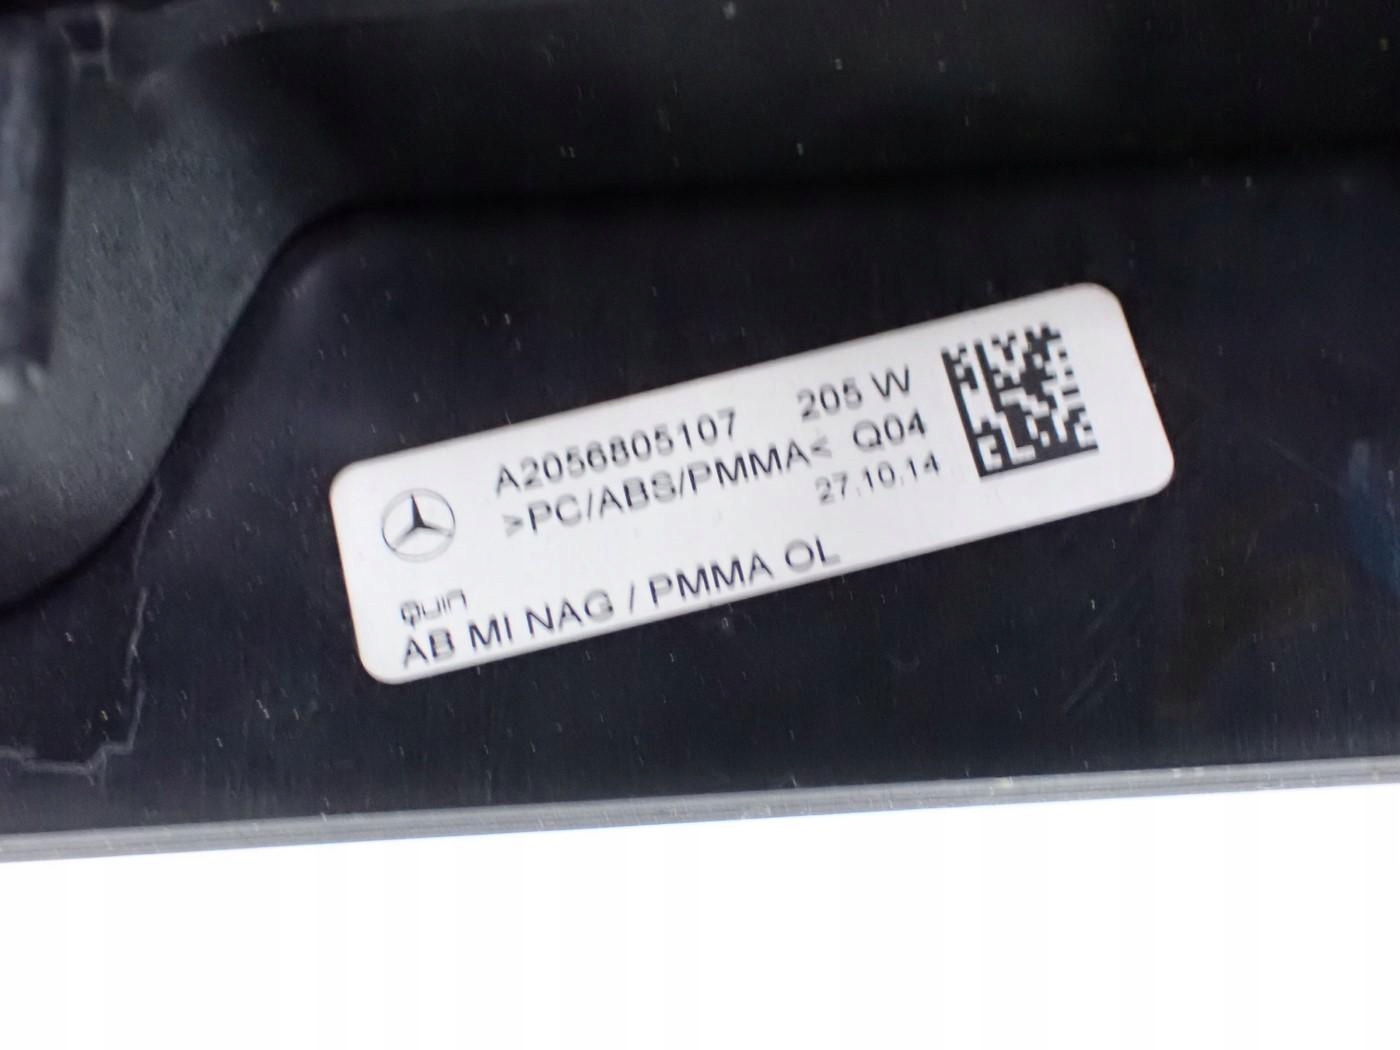 A2056805107 205 W
>PC/ABS/PMMA< Q04
27.10.14
QUIN
AB MI NAG / PMMA OL